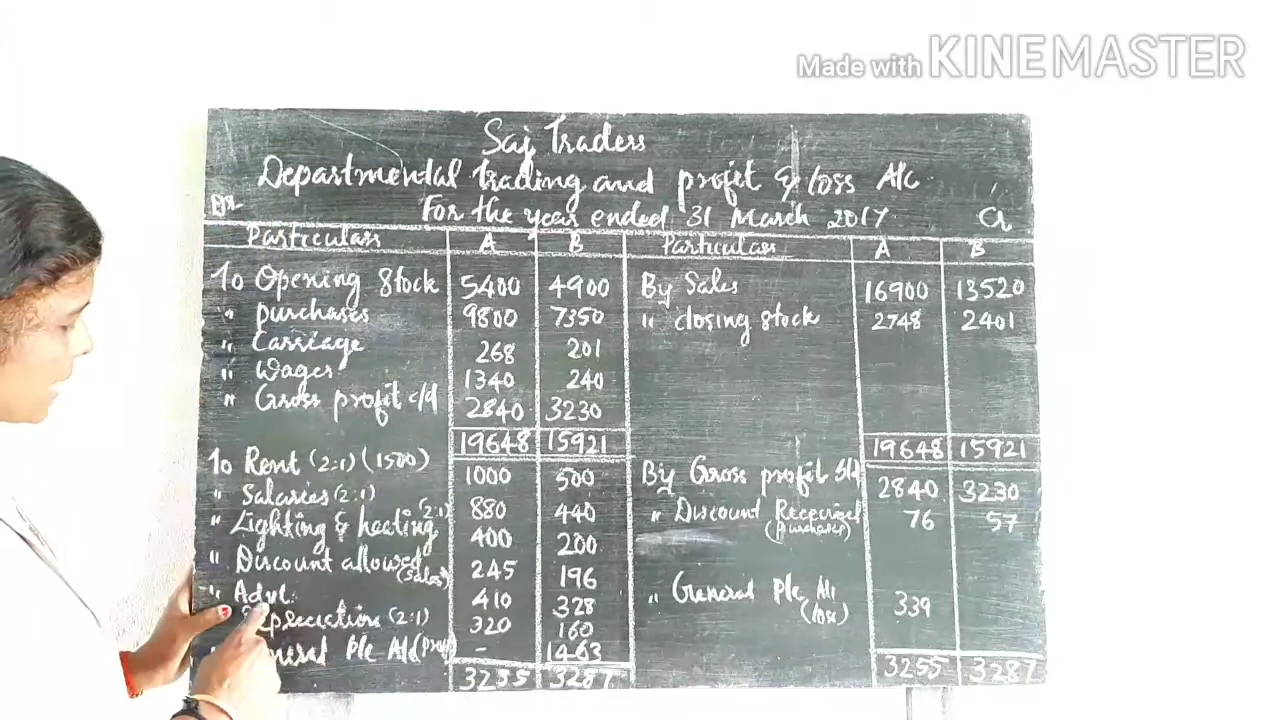 Made with KINEMASTER
Saj Traders
Departmental trading and profit & loss A/c
Dr For the year ended 31 March 2017 Cr
Particulars A B Particulars A B
To Opening Stock 5400 4900 By Sales 16900 13520
" purchases 9800 7350 " closing stock 2748 2401
" Carriage 268 201
" Wages 1340 240
" Gross profit c/d 2840 3230
19648 15921 19648 15921
To Rent (2:1) (1500) 1000 500 By Gross profit b/d 2840 3230
" Salaries (2:1) 880 440 " Discount Received (purchases) 76 57
" Lighting & heating (2:1) 400 200
" Discount allowed (sales) 245 196
" Advt. 410 328 " General P/L A/c (loss) 339
Depreciation (2:1) 320 160
P/L A/c (profit) - 1463
3255 3287 3255 3287